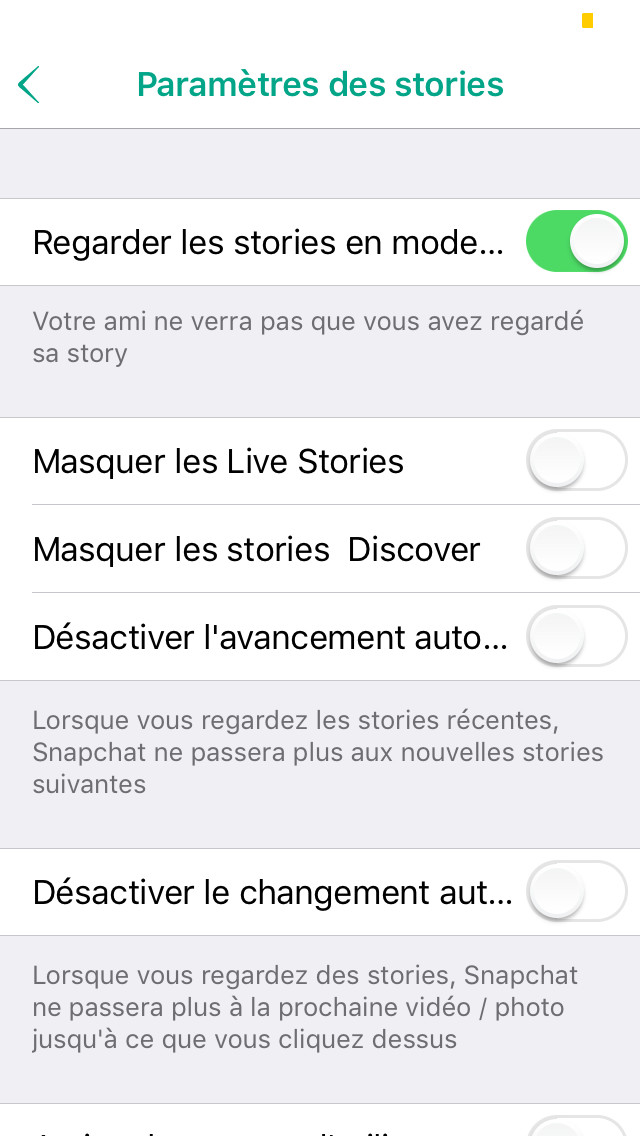 Paramètres des stories
Regarder les stories en mode...
Votre ami ne verra pas que vous avez regardé
sa story
Masquer les Live Stories
Masquer les stories  Discover
Désactiver l'avancement auto...
Lorsque vous regardez les stories récentes,
Snapchat ne passera plus aux nouvelles stories
suivantes
Désactiver le changement aut...
Lorsque vous regardez des stories, Snapchat
ne passera plus à la prochaine vidéo / photo
jusqu'à ce que vous cliquez dessus